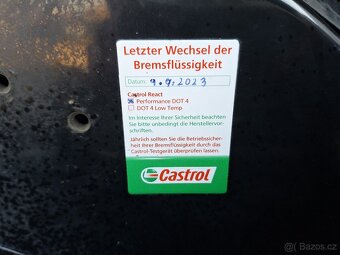 Letzter Wechsel der
Bremsflüssigkeit
Datum: 9.9.2023
Castrol React
Performance DOT 4
DOT 4 Low Temp
Im Interesse Ihrer Sicherheit beachten
Sie bitte unbedingt die Herstellervor-
schriften.
Jährlich sollten Sie die Betriebssicher-
heit Ihrer Bremsflüssigkeit durch das
Castrol-Testgerät überprüfen lassen.
Castrol
Bazoš.cz